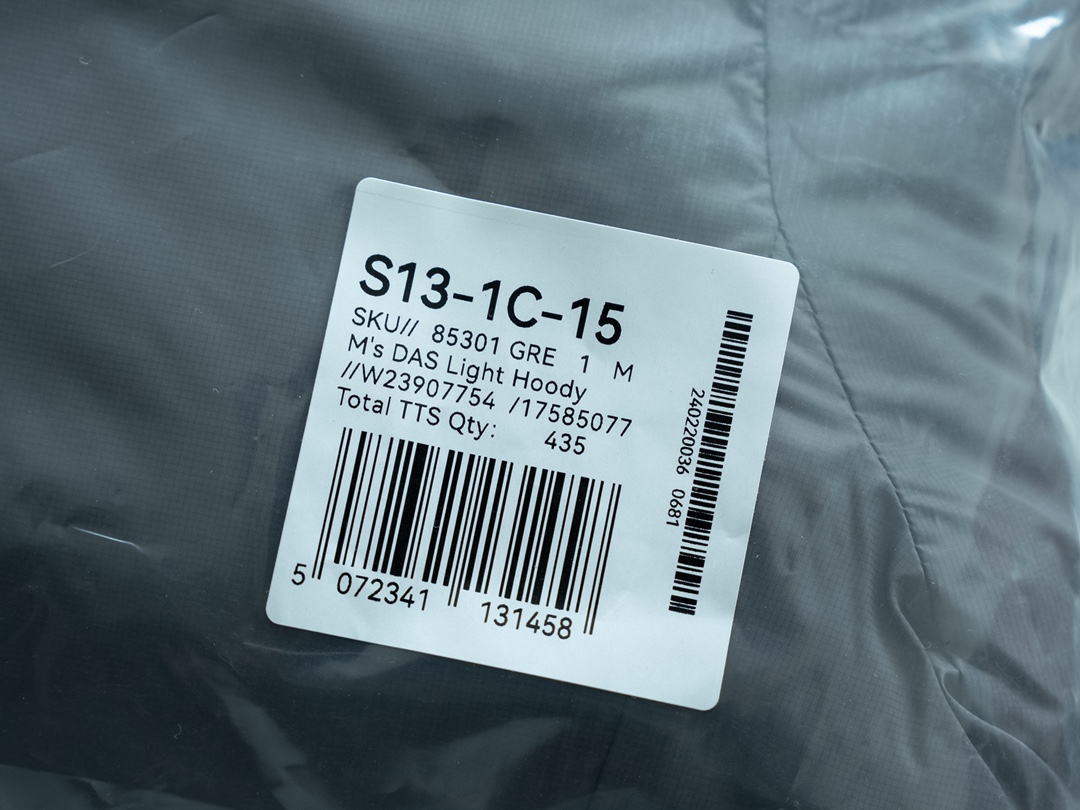 S13-1C-15
SKU// 85301 GRE 1 M
M's DAS Light Hoody
//W23907754 /17585077
Total TTS Qty: 435
5 072341 131458
240220036 0681